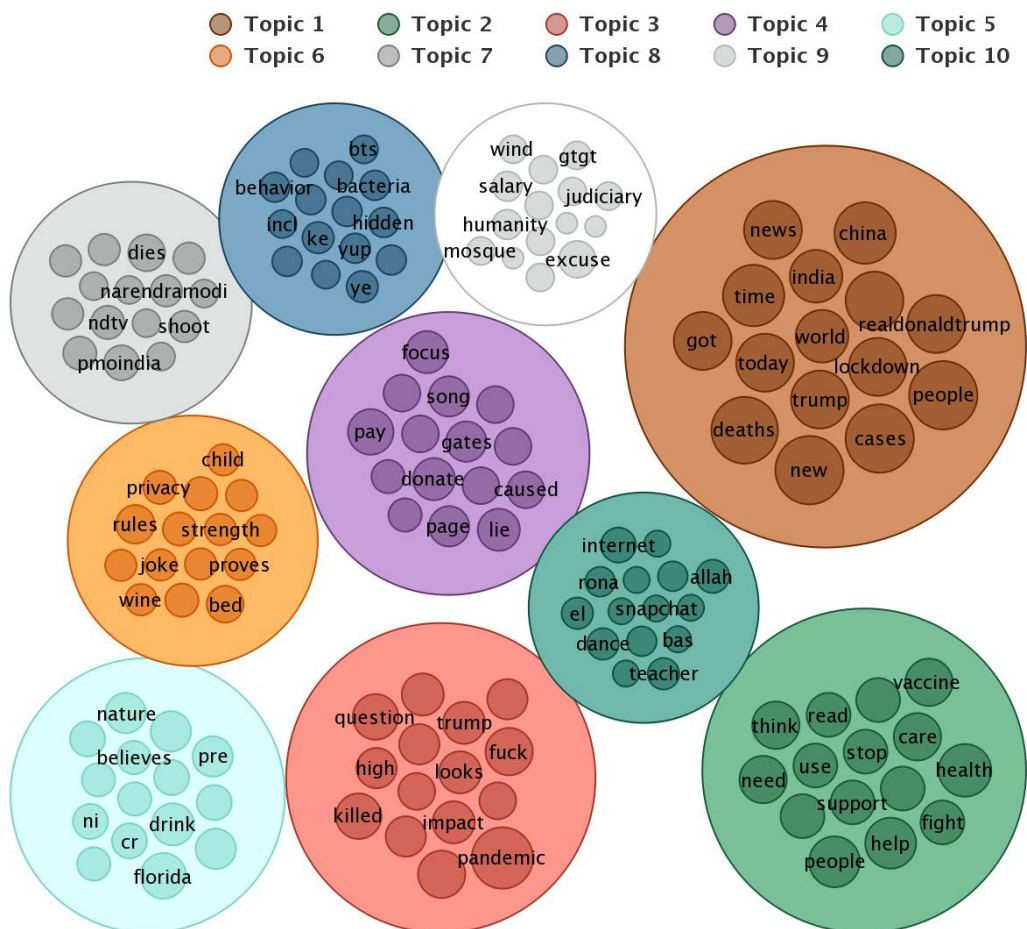 Topic 1 Topic 2 Topic 3 Topic 4 Topic 5
Topic 6 Topic 7 Topic 8 Topic 9 Topic 10
dies
narendramodi
ndtv shoot
pmoindia
bts
behavior bacteria
incl hidden
ke yup
ye
wind gtgt
salary judiciary
humanity
mosque excuse
news china
india
time realdonaldtrump
got world
today lockdown
trump people
deaths cases
new
focus
song
pay gates
donate caused
page lie
child
privacy
rules strength
joke proves
wine bed
internet
rona allah
el snapchat
dance bas
teacher
nature
believes pre
ni drink
cr
florida
question trump
fuck
high looks
killed impact
pandemic
vaccine
think read
stop care
need use health
support
fight
people help